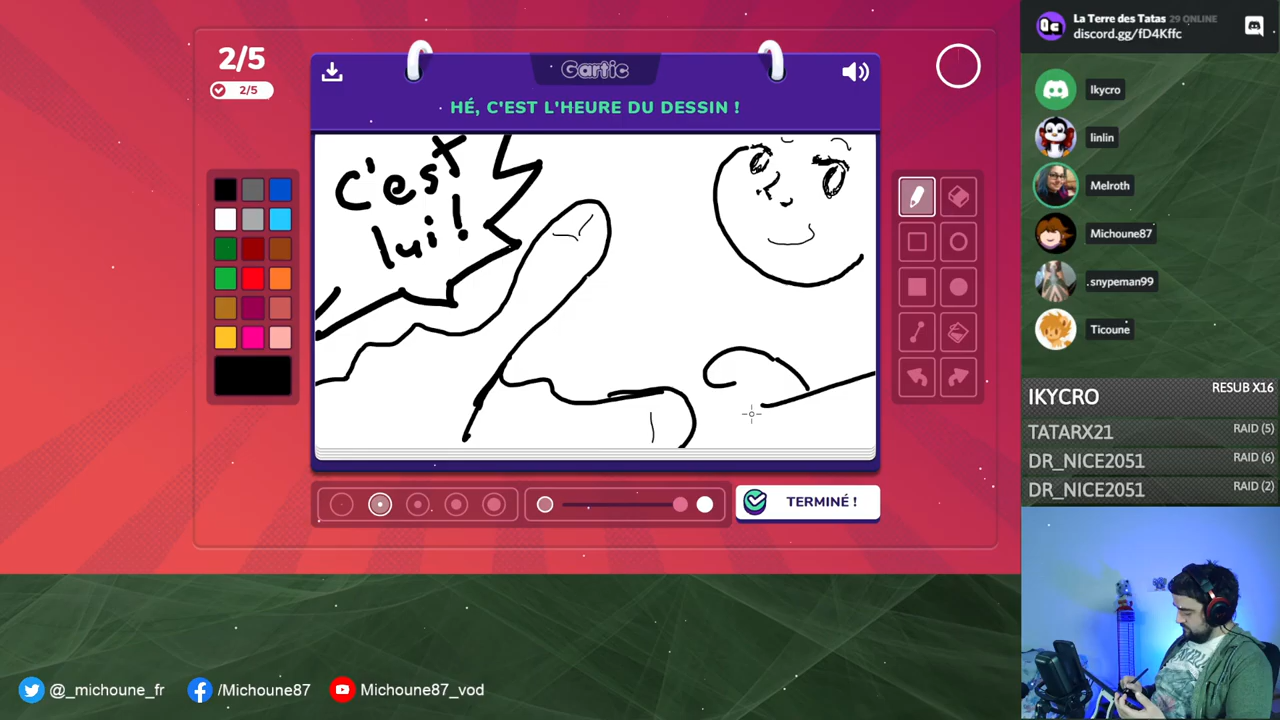 2/5
2/5
Gartic
HÉ, C'EST L'HEURE DU DESSIN !
c'est
lui!
TERMINÉ !
La Terre des Tatas 29 ONLINE
discord.gg/fD4Kffc
Ikycro
linlin
Melroth
Michoune87
.snypeman99
Ticoune
IKYCRO RESUB X16
TATARX21 RAID (5)
DR_NICE2051 RAID (6)
DR_NICE2051 RAID (2)
@_michoune_fr /Michoune87 Michoune87_vod